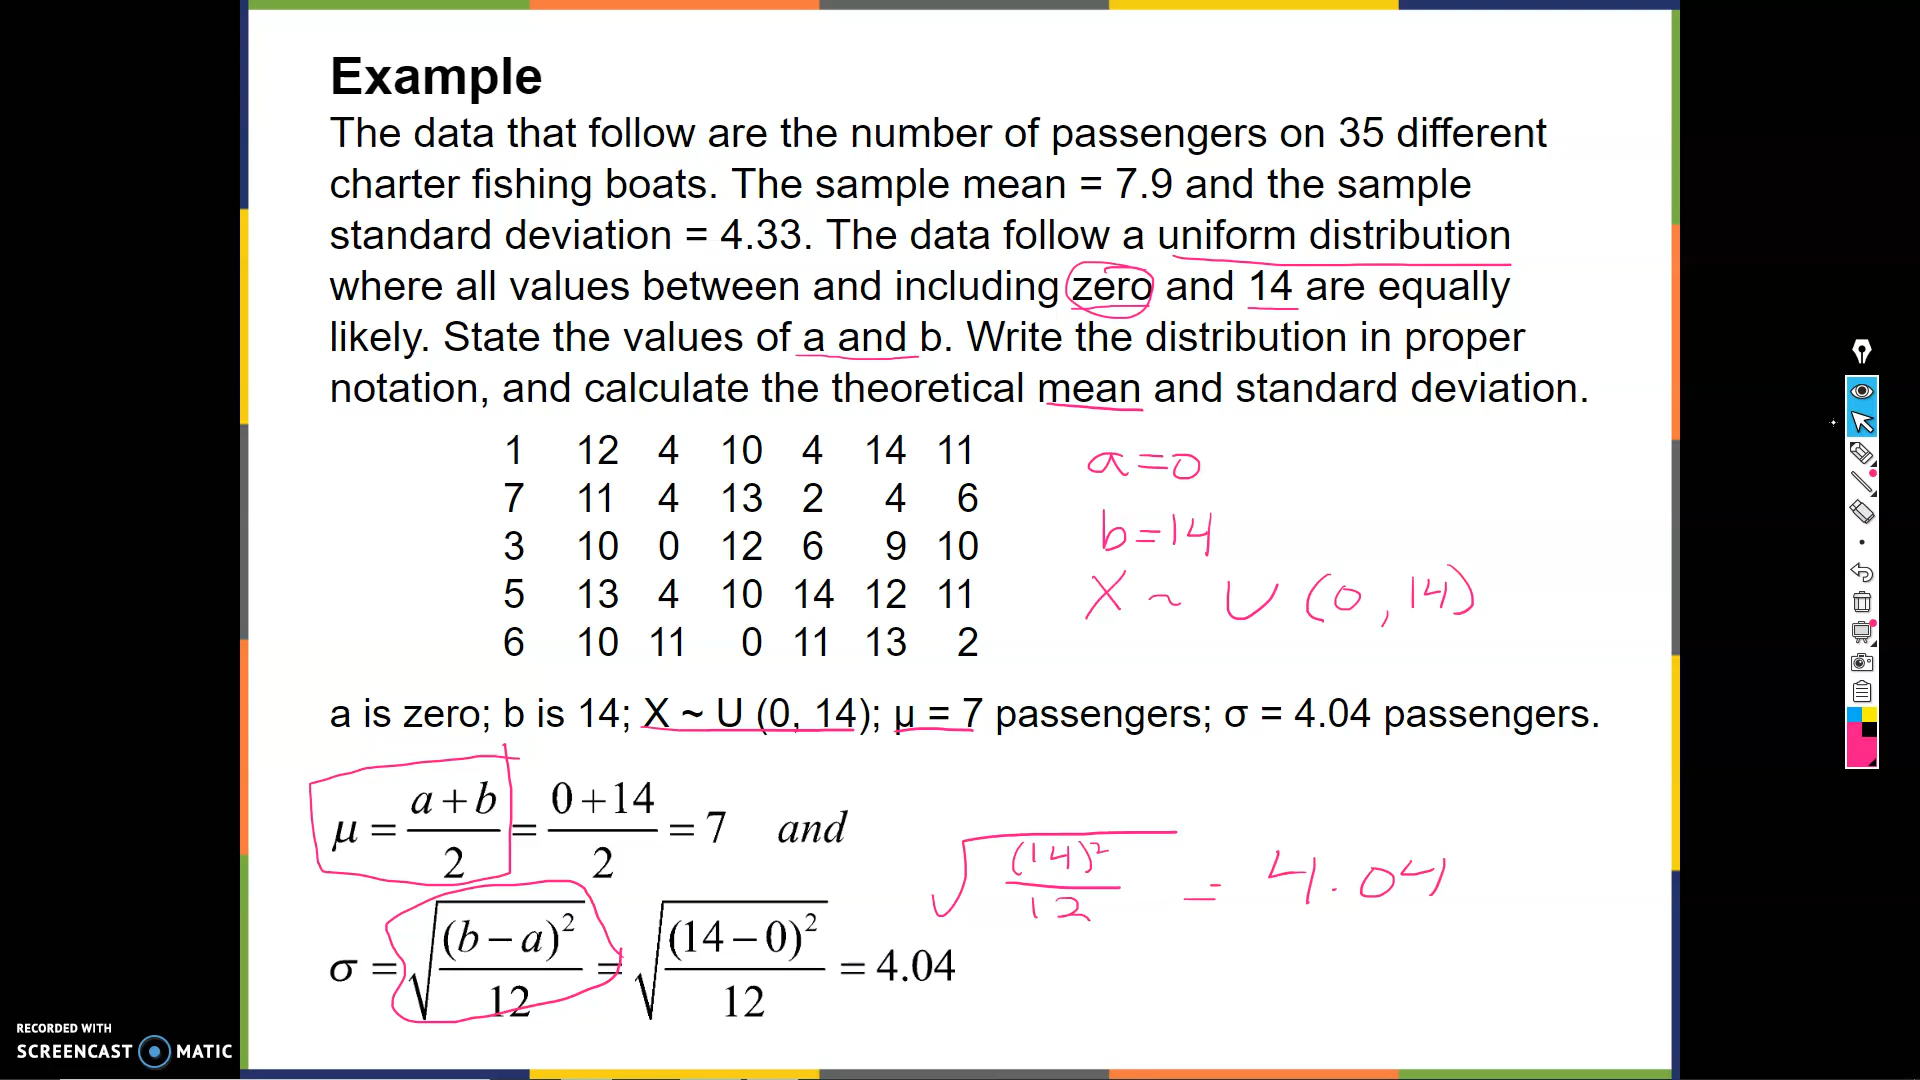 Example
The data that follow are the number of passengers on 35 different
charter fishing boats. The sample mean = 7.9 and the sample
standard deviation = 4.33. The data follow a uniform distribution
where all values between and including zero and 14 are equally
likely. State the values of a and b. Write the distribution in proper
notation, and calculate the theoretical mean and standard deviation.
1 12 4 10 4 14 11
7 11 4 13 2 4 6
3 10 0 12 6 9 10
5 13 4 10 14 12 11
6 10 11 0 11 13 2
a=0
b=14
X ~ U (0, 14)
a is zero; b is 14; X ~ U (0, 14); μ = 7 passengers; σ = 4.04 passengers.
μ = (a+b)/2 = (0+14)/2 = 7 and
σ = √((b − a)²/12) = √((14 − 0)²/12) = 4.04
√((14)²/12) = 4.04
RECORDED WITH
SCREENCAST MATIC